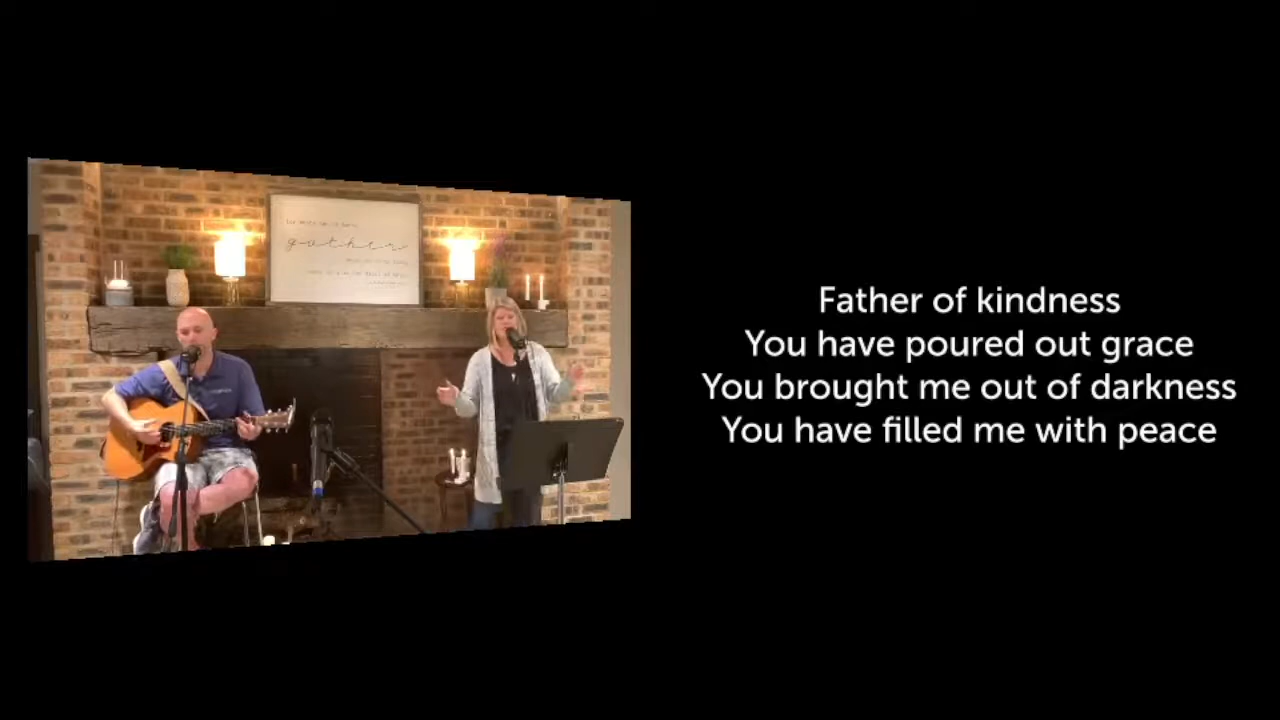 gather
Father of kindness
You have poured out grace
You brought me out of darkness
You have filled me with peace